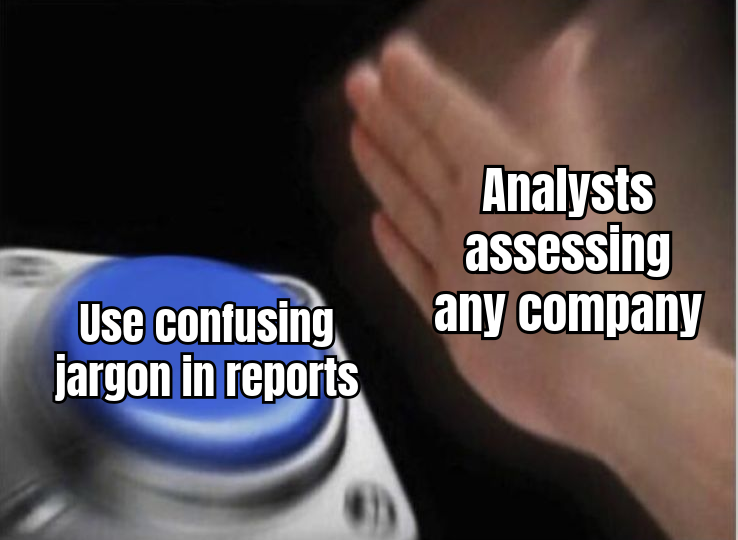 Use confusing
jargon in reports
Analysts
assessing
any company